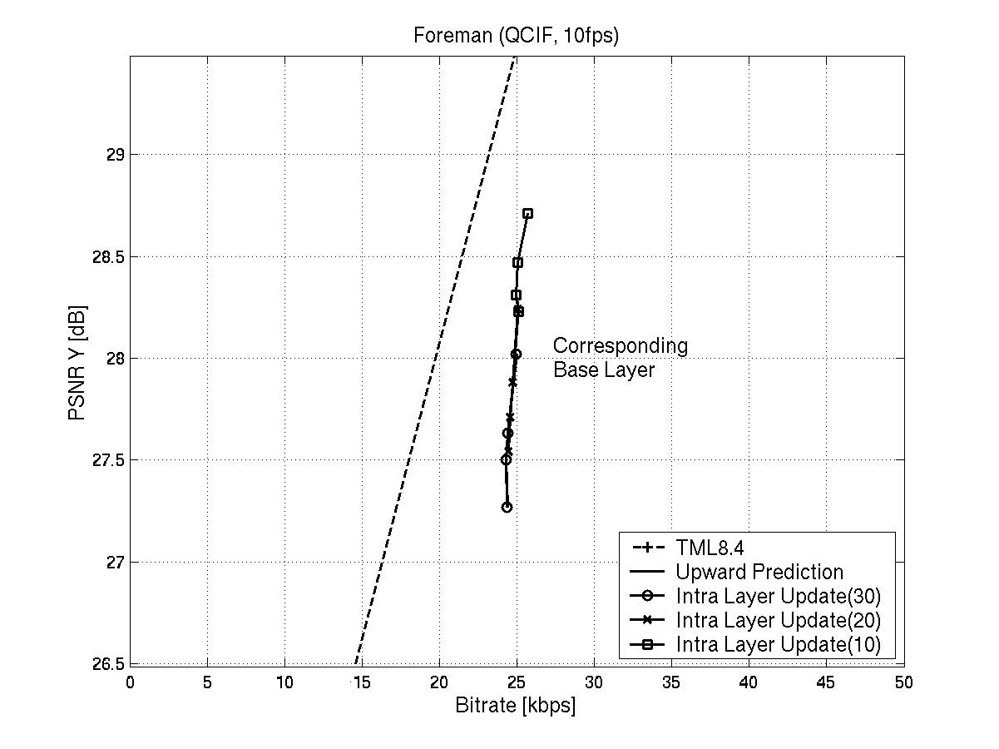 Foreman (QCIF, 10fps)
PSNR Y [dB]
29
28.5
28
27.5
27
26.5
Corresponding
Base Layer
TML8.4
Upward Prediction
Intra Layer Update(30)
Intra Layer Update(20)
Intra Layer Update(10)
0 5 10 15 20 25 30 35 40 45 50
Bitrate [kbps]